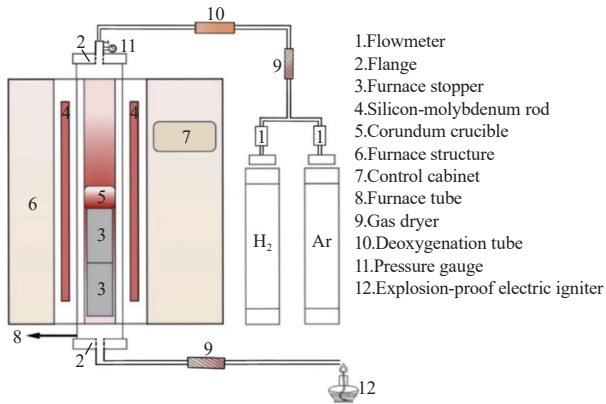 10
2
11
9
4
4
1
1
7
5
6
3
H₂
Ar
3
8
2
9
12
1.Flowmeter
2.Flange
3.Furnace stopper
4.Silicon-molybdenum rod
5.Corundum crucible
6.Furnace structure
7.Control cabinet
8.Furnace tube
9.Gas dryer
10.Deoxygenation tube
11.Pressure gauge
12.Explosion-proof electric igniter